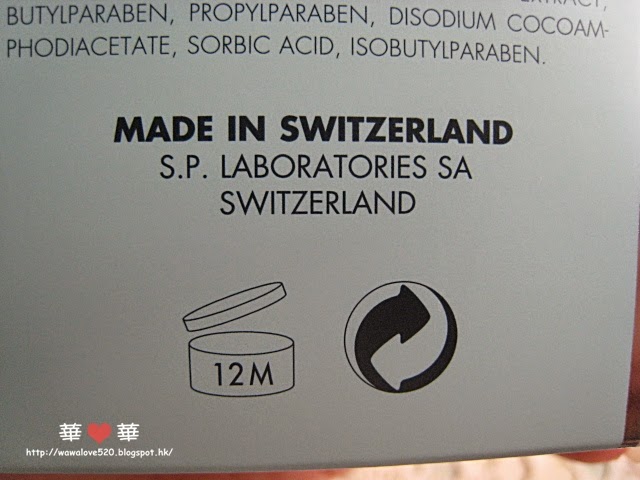 EXTRACT,
BUTYLPARABEN, PROPYLPARABEN, DISODIUM COCOAM-
PHODIACETATE, SORBIC ACID, ISOBUTYLPARABEN.
MADE IN SWITZERLAND
S.P. LABORATORIES SA
SWITZERLAND
12M
華❤華
http://wawalove520.blogspot.hk/